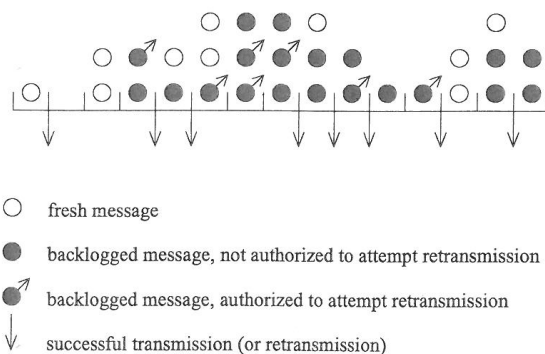 fresh message
backlogged message, not authorized to attempt retransmission
backlogged message, authorized to attempt retransmission
successful transmission (or retransmission)